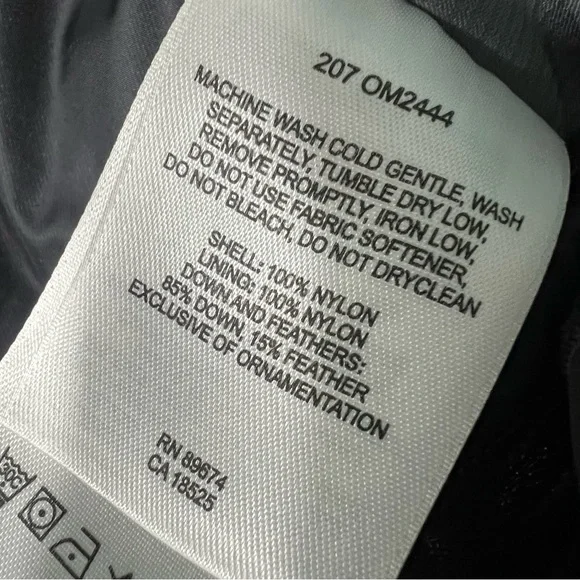 207 OM2444
MACHINE WASH COLD GENTLE, WASH
SEPARATELY, TUMBLE DRY LOW,
REMOVE PROMPTLY, IRON LOW,
DO NOT USE FABRIC SOFTENER,
DO NOT BLEACH, DO NOT DRYCLEAN
SHELL: 100% NYLON
LINING: 100% NYLON
DOWN AND FEATHERS:
85% DOWN, 15% FEATHER
EXCLUSIVE OF ORNAMENTATION
RN 89674
CA 18525
30C